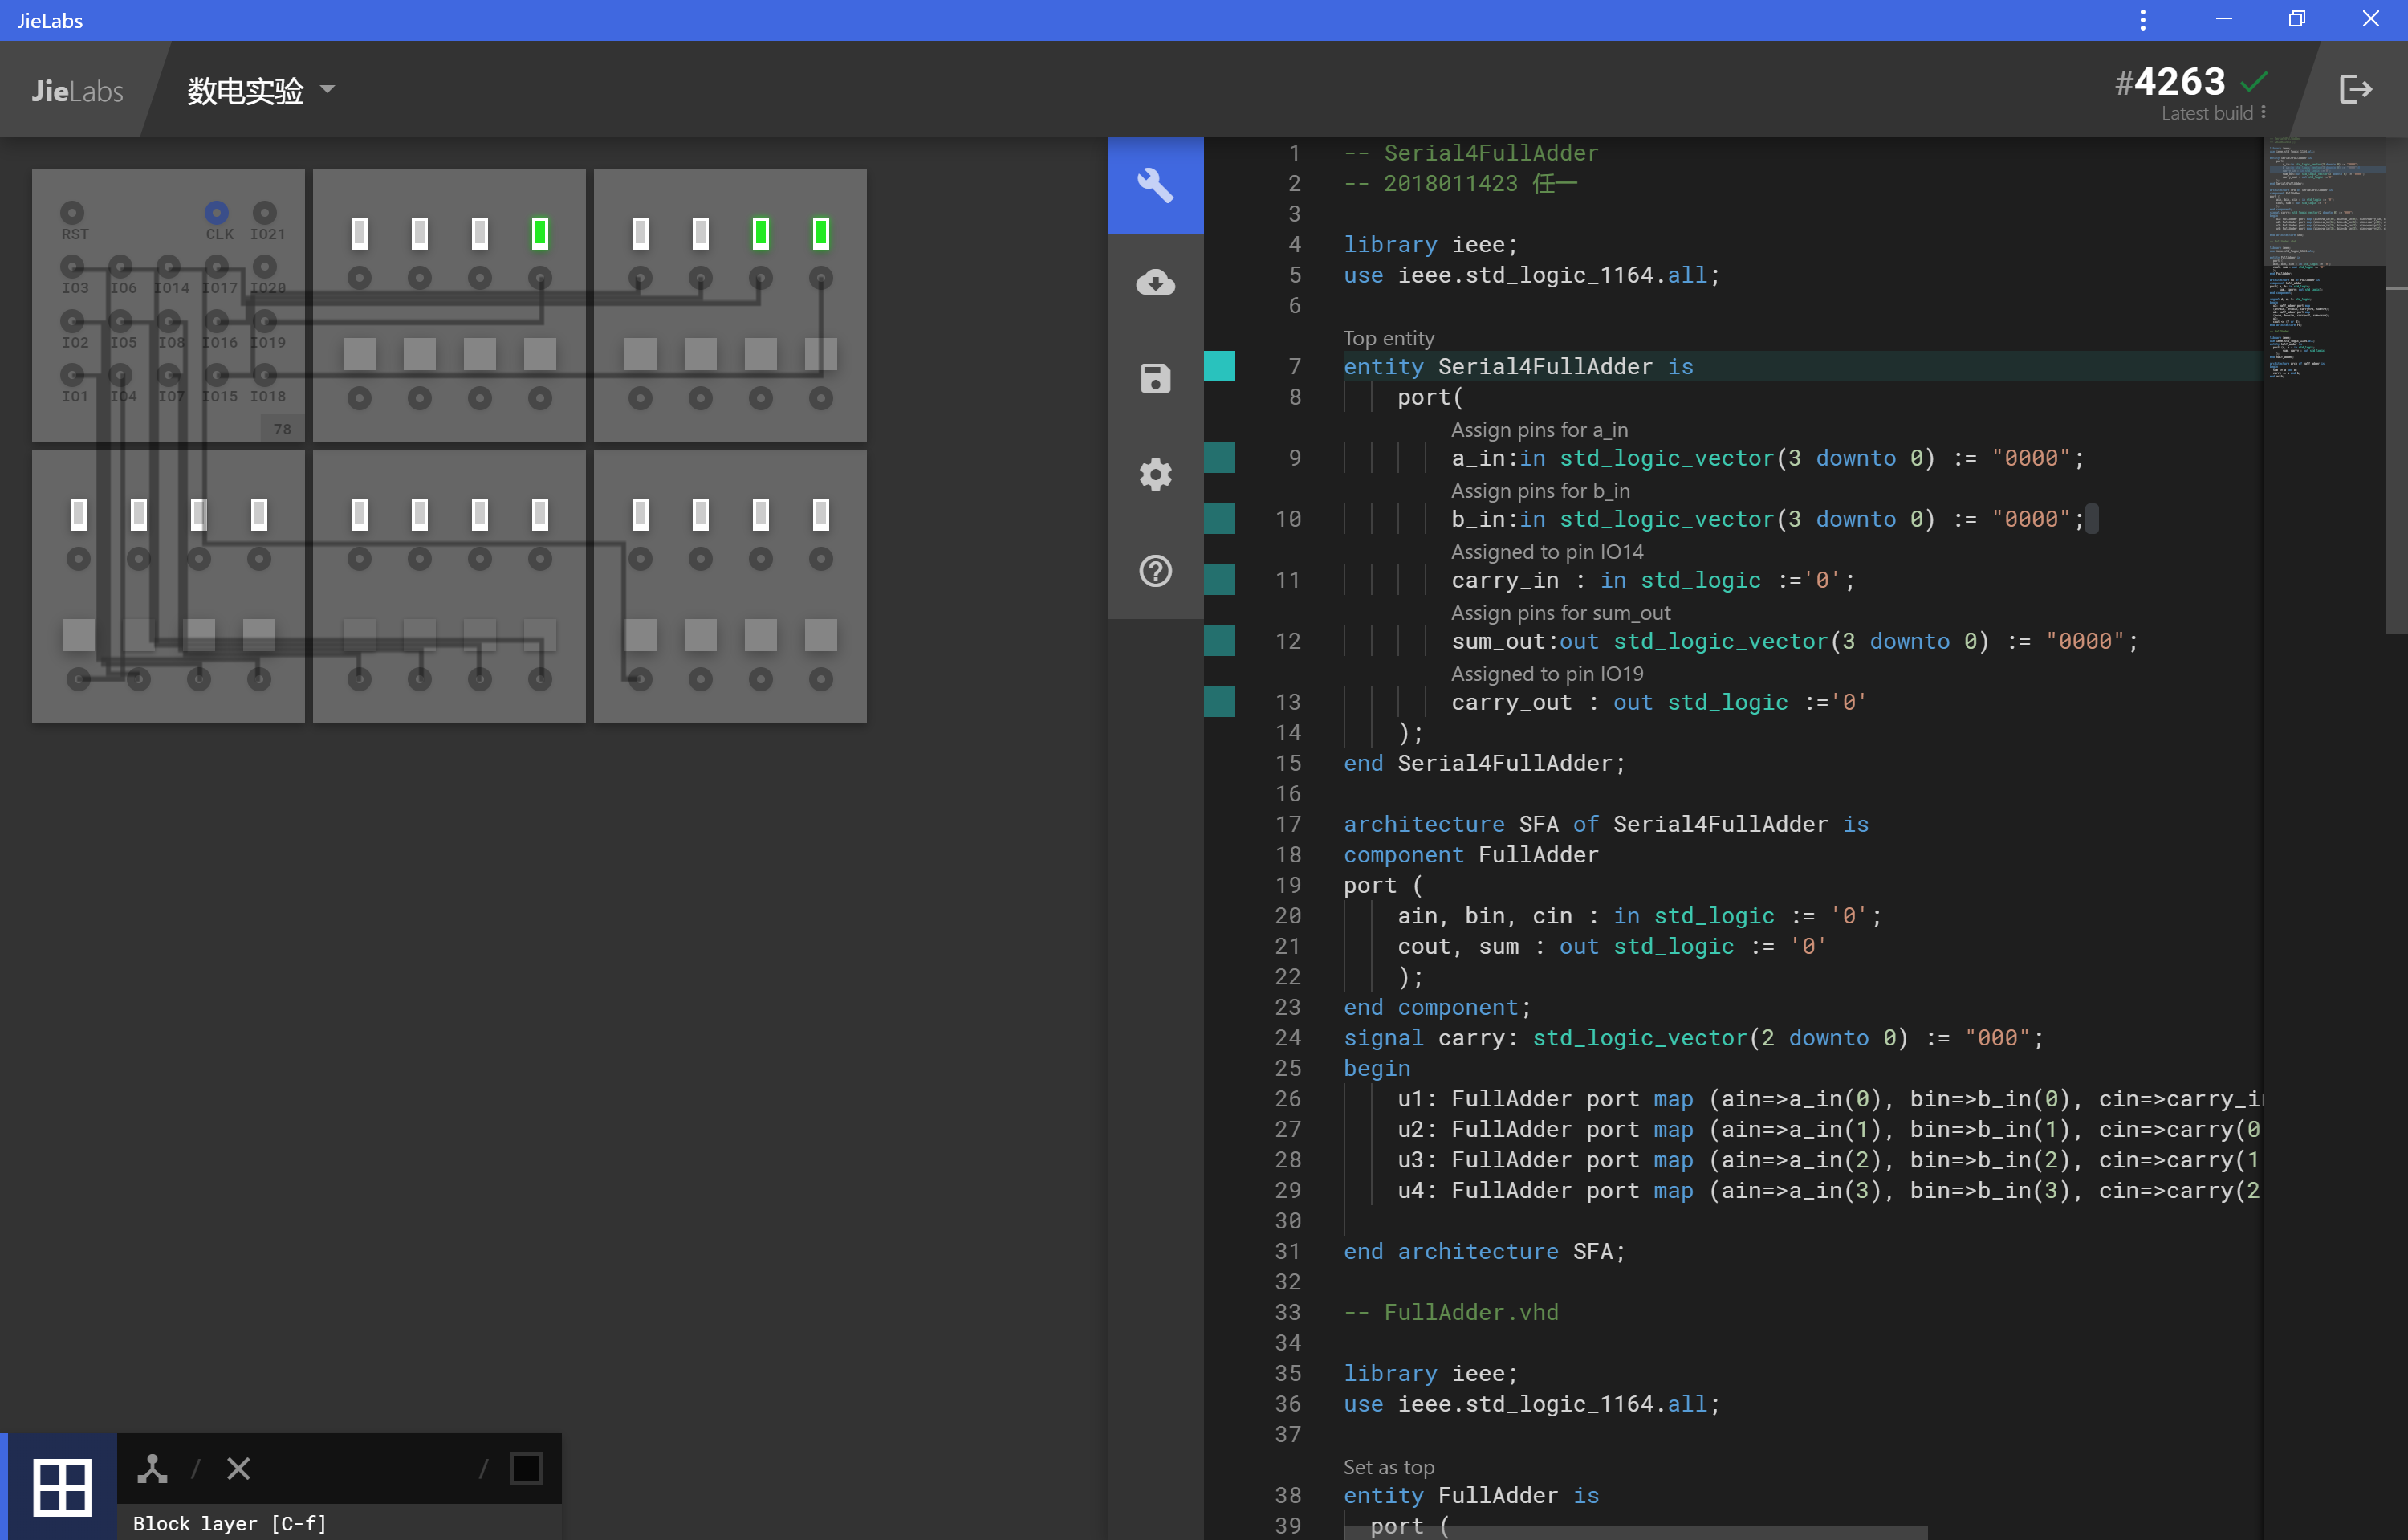 JieLabs
JieLabs
数电实验
#4263
Latest build
RST CLK IO21
IO3 IO6 IO14 IO17 IO20
IO2 IO5 IO8 IO16 IO19
IO1 IO4 IO7 IO15 IO18
78
Block layer [C-f]
1 -- Serial4FullAdder
2 -- 2018011423 任一
3
4 library ieee;
5 use ieee.std_logic_1164.all;
6
Top entity
7 entity Serial4FullAdder is
8 port(
Assign pins for a_in
9 a_in:in std_logic_vector(3 downto 0) := "0000";
Assign pins for b_in
10 b_in:in std_logic_vector(3 downto 0) := "0000";
Assigned to pin IO14
11 carry_in : in std_logic :='0';
Assign pins for sum_out
12 sum_out:out std_logic_vector(3 downto 0) := "0000";
Assigned to pin IO19
13 carry_out : out std_logic :='0'
14 );
15 end Serial4FullAdder;
16
17 architecture SFA of Serial4FullAdder is
18 component FullAdder
19 port (
20 ain, bin, cin : in std_logic := '0';
21 cout, sum : out std_logic := '0'
22 );
23 end component;
24 signal carry: std_logic_vector(2 downto 0) := "000";
25 begin
26 u1: FullAdder port map (ain=>a_in(0), bin=>b_in(0), cin=>carry_i
27 u2: FullAdder port map (ain=>a_in(1), bin=>b_in(1), cin=>carry(0
28 u3: FullAdder port map (ain=>a_in(2), bin=>b_in(2), cin=>carry(1
29 u4: FullAdder port map (ain=>a_in(3), bin=>b_in(3), cin=>carry(2
30
31 end architecture SFA;
32
33 -- FullAdder.vhd
34
35 library ieee;
36 use ieee.std_logic_1164.all;
37
Set as top
38 entity FullAdder is
39 port (